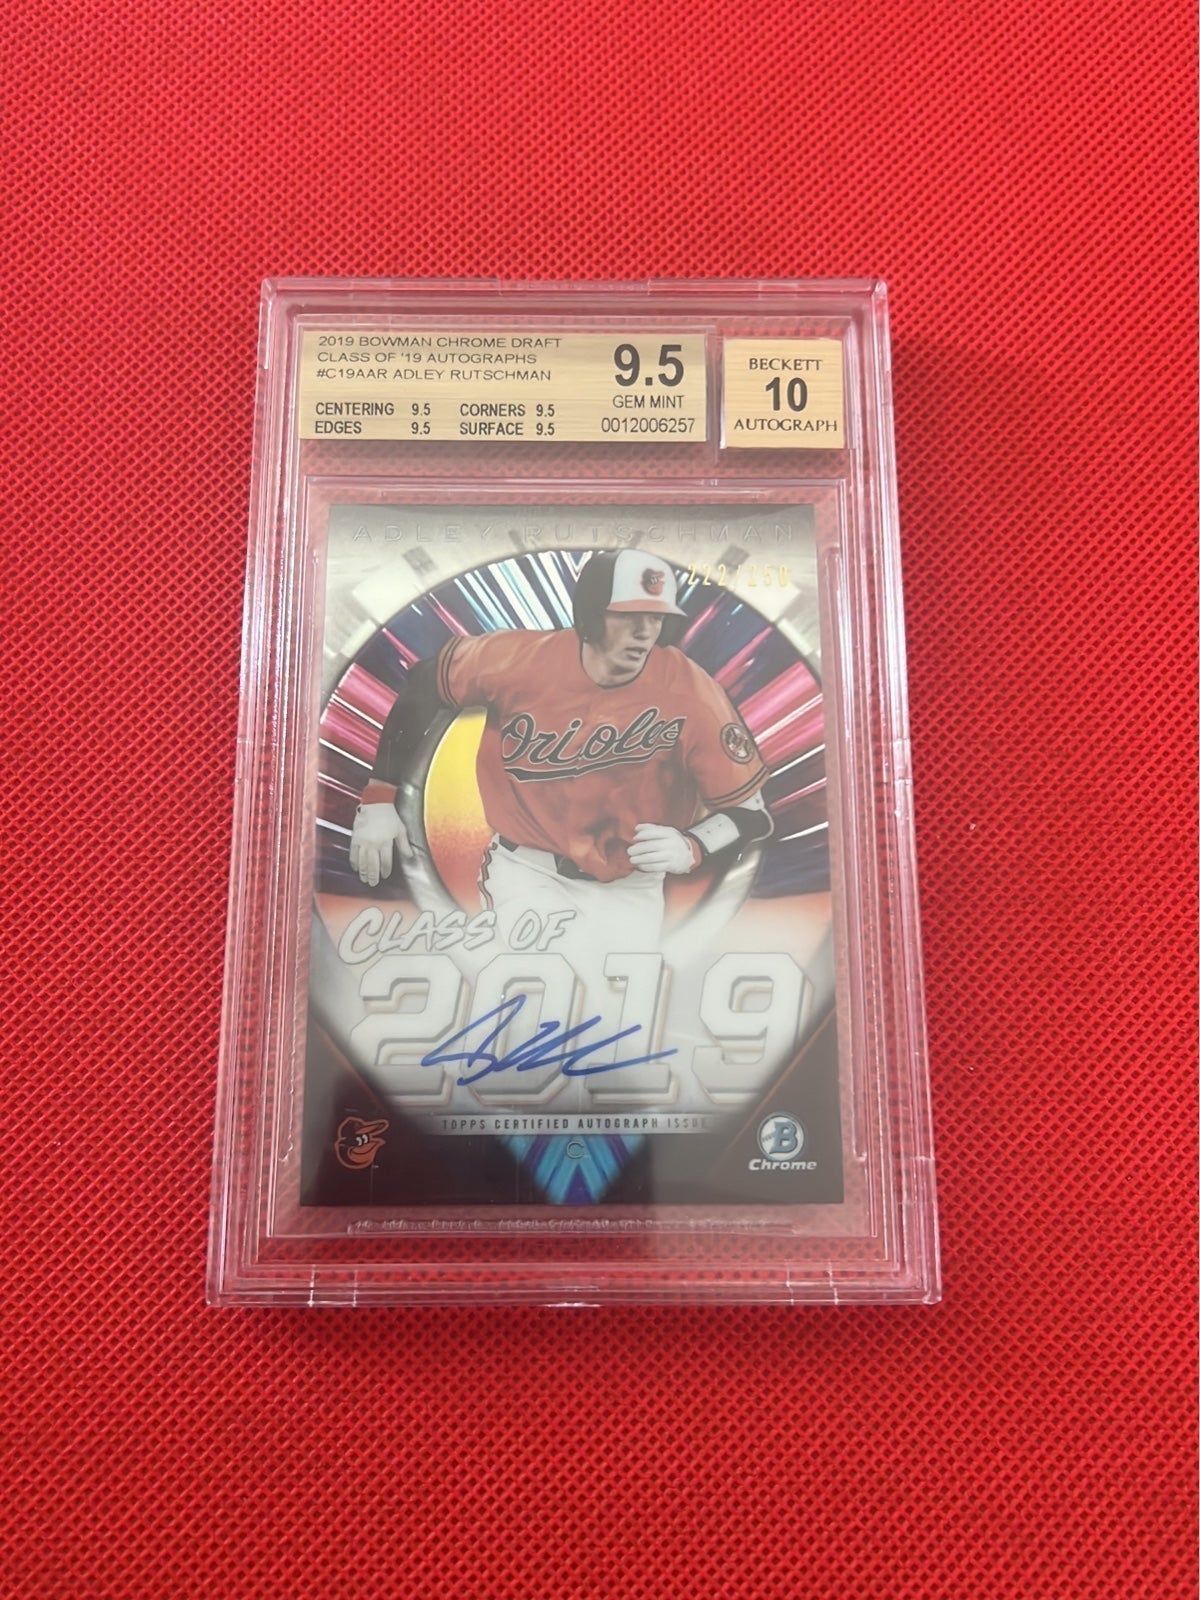 2019 BOWMAN CHROME DRAFT
CLASS OF '19 AUTOGRAPHS
#C19AAR ADLEY RUTSCHMAN
CENTERING 9.5 CORNERS 9.5
EDGES 9.5 SURFACE 9.5
9.5
GEM MINT
0012006257
BECKETT
10
AUTOGRAPH
ADLEY RUTSCHMAN
222/250
Orioles
CLASS OF
2019
TOPPS CERTIFIED AUTOGRAPH ISSUE
C
B
Chrome